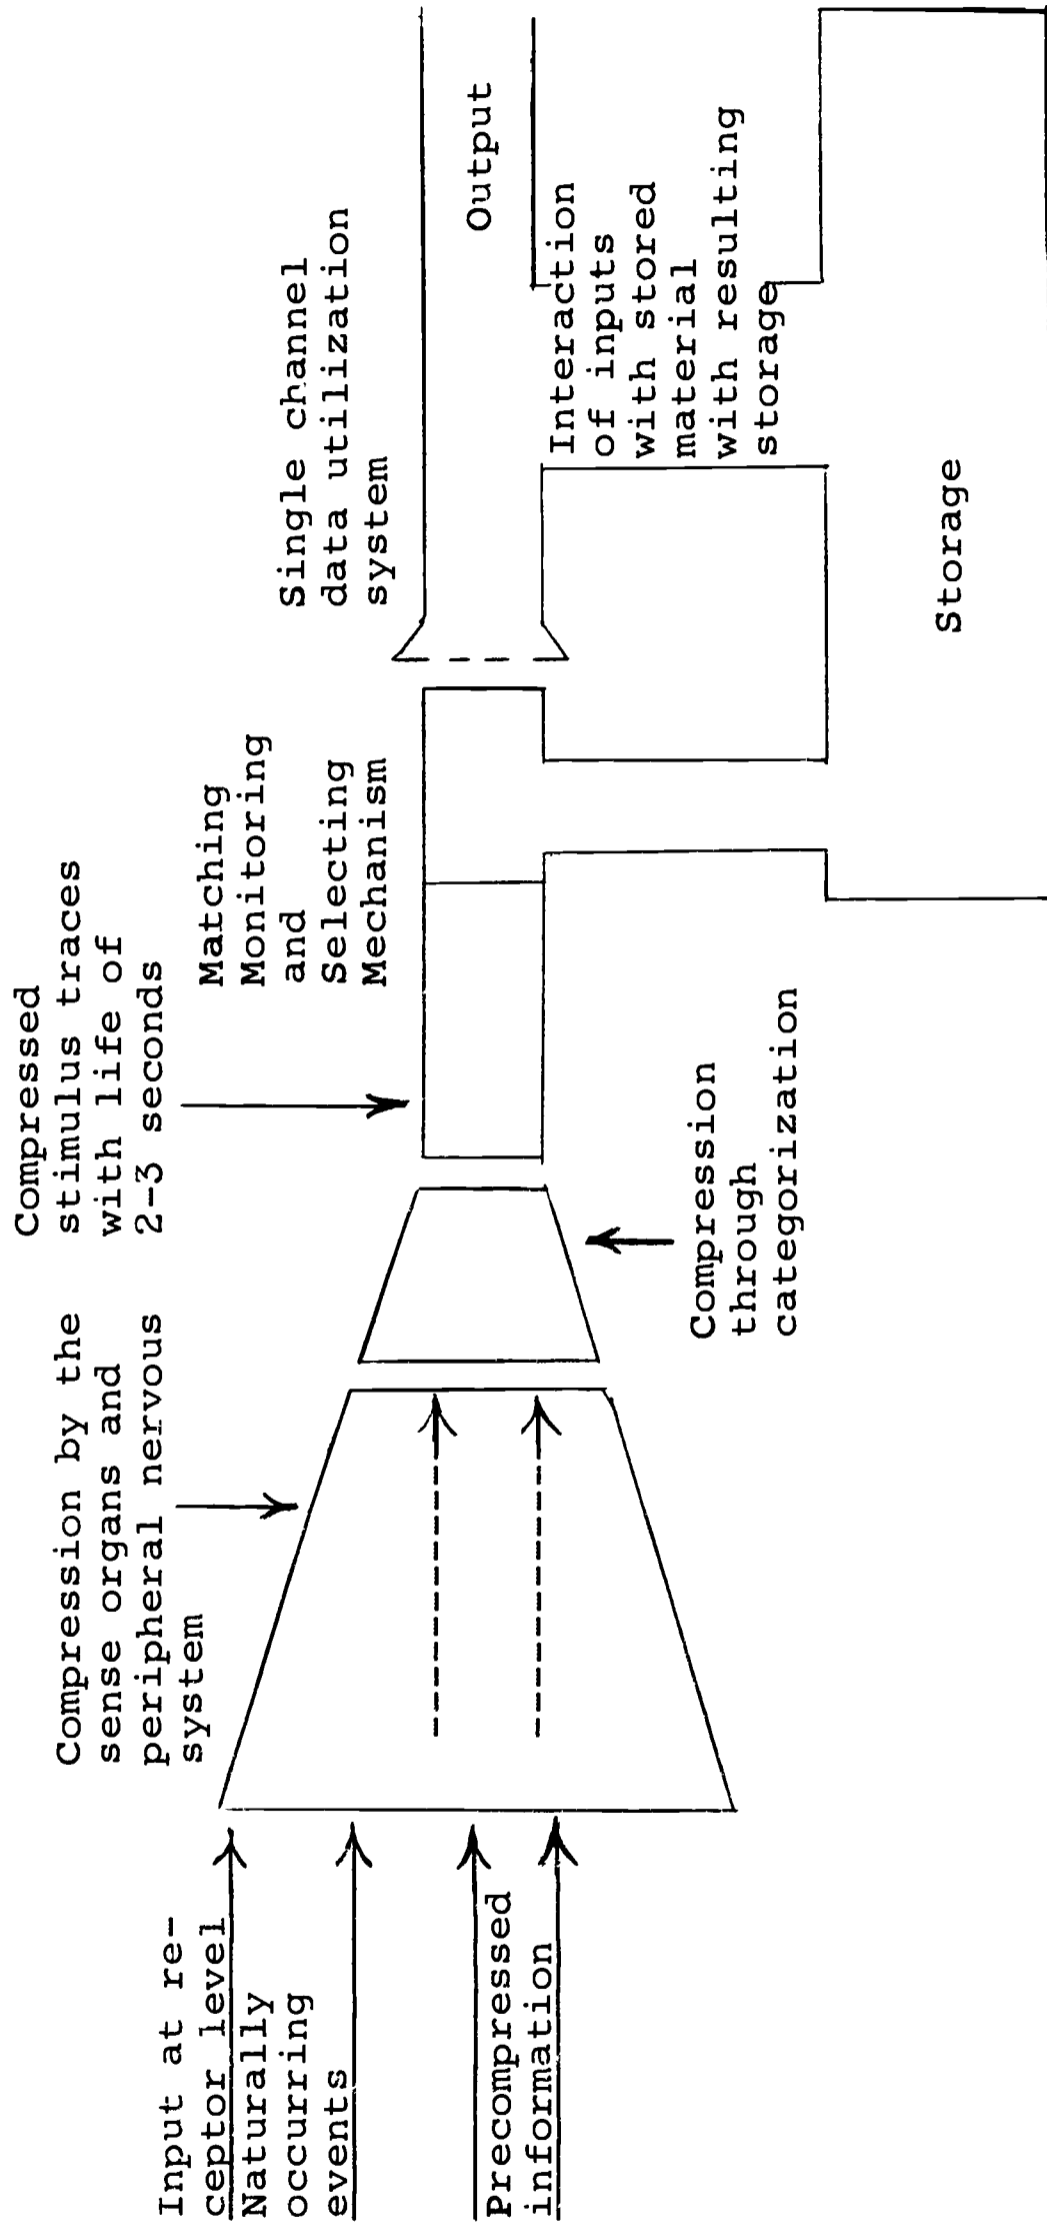 Input at re-
ceptor level
Naturally
occurring
events
Precompressed
information
Compression by the
sense organs and
peripheral nervous
system
Compressed
stimulus traces
with life of
2-3 seconds
Compression
through
categorization
Matching
Monitoring
and
Selecting
Mechanism
Single channel
data utilization
system
Output
Interaction
of inputs
with stored
material
with resulting
storage
Storage